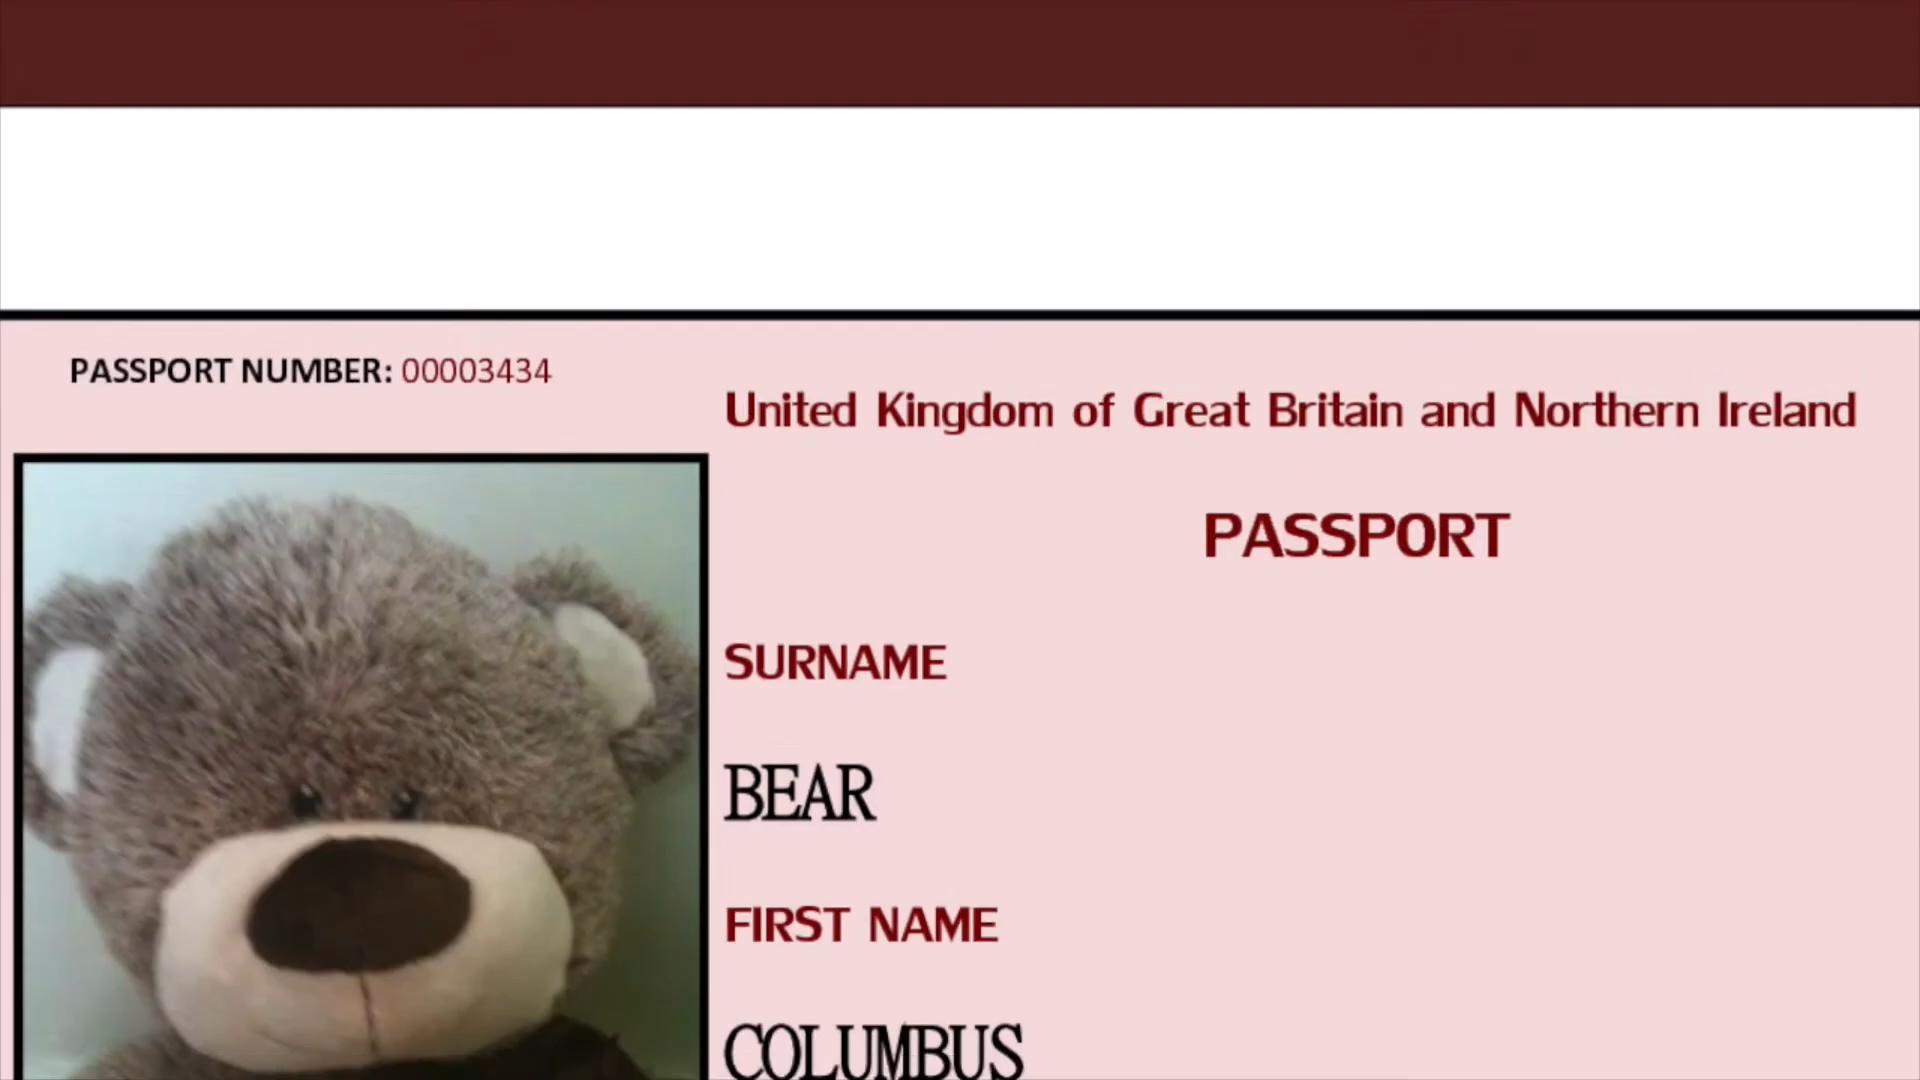 PASSPORT NUMBER: 00003434
United Kingdom of Great Britain and Northern Ireland
PASSPORT
SURNAME
BEAR
FIRST NAME
COLUMBUS